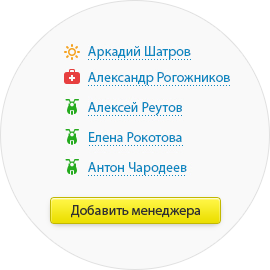 Аркадий Шатров
Александр Рогожников
Алексей Реутов
Елена Рокотова
Антон Чародеев
Добавить менеджера